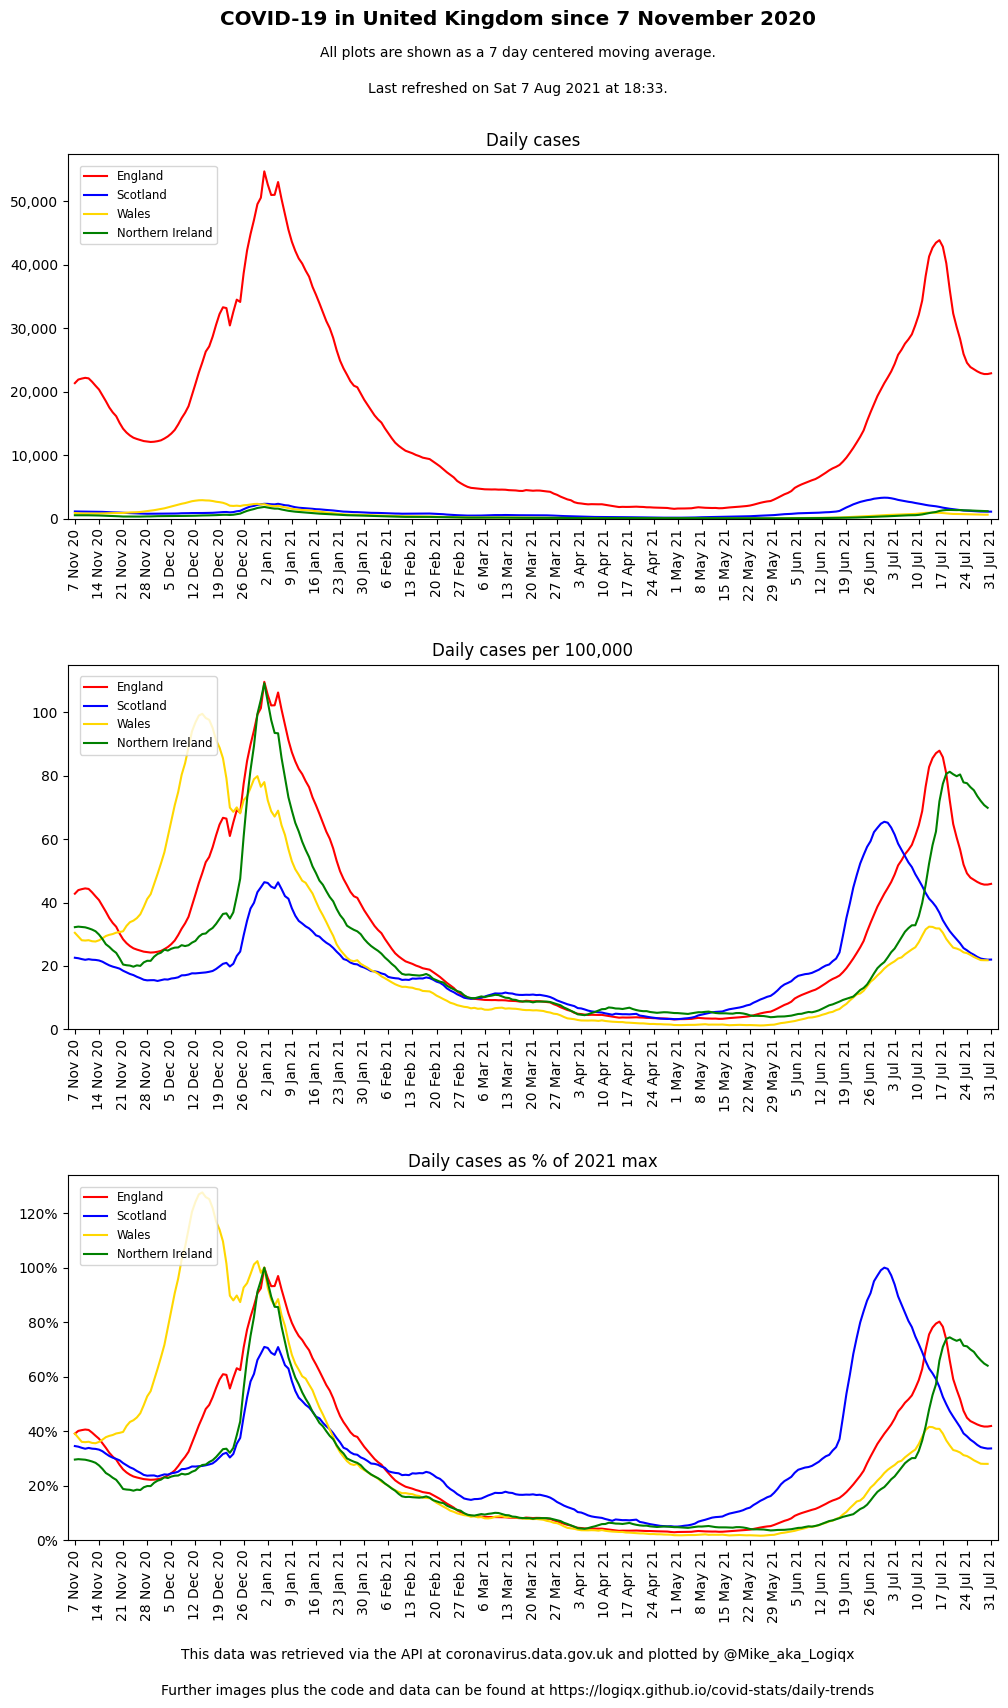 COVID-19 in United Kingdom since 7 November 2020
All plots are shown as a 7 day centered moving average.
Last refreshed on Sat 7 Aug 2021 at 18:33.
Daily cases
England
Scotland
Wales
Northern Ireland
50,000
40,000
30,000
20,000
10,000
0
7 Nov 20
14 Nov 20
21 Nov 20
28 Nov 20
5 Dec 20
12 Dec 20
19 Dec 20
26 Dec 20
2 Jan 21
9 Jan 21
16 Jan 21
23 Jan 21
30 Jan 21
6 Feb 21
13 Feb 21
20 Feb 21
27 Feb 21
6 Mar 21
13 Mar 21
20 Mar 21
27 Mar 21
3 Apr 21
10 Apr 21
17 Apr 21
24 Apr 21
1 May 21
8 May 21
15 May 21
22 May 21
29 May 21
5 Jun 21
12 Jun 21
19 Jun 21
26 Jun 21
3 Jul 21
10 Jul 21
17 Jul 21
24 Jul 21
31 Jul 21
Daily cases per 100,000
England
Scotland
Wales
Northern Ireland
100
80
60
40
20
0
7 Nov 20
14 Nov 20
21 Nov 20
28 Nov 20
5 Dec 20
12 Dec 20
19 Dec 20
26 Dec 20
2 Jan 21
9 Jan 21
16 Jan 21
23 Jan 21
30 Jan 21
6 Feb 21
13 Feb 21
20 Feb 21
27 Feb 21
6 Mar 21
13 Mar 21
20 Mar 21
27 Mar 21
3 Apr 21
10 Apr 21
17 Apr 21
24 Apr 21
1 May 21
8 May 21
15 May 21
22 May 21
29 May 21
5 Jun 21
12 Jun 21
19 Jun 21
26 Jun 21
3 Jul 21
10 Jul 21
17 Jul 21
24 Jul 21
31 Jul 21
Daily cases as % of 2021 max
England
Scotland
Wales
Northern Ireland
120%
100%
80%
60%
40%
20%
0%
7 Nov 20
14 Nov 20
21 Nov 20
28 Nov 20
5 Dec 20
12 Dec 20
19 Dec 20
26 Dec 20
2 Jan 21
9 Jan 21
16 Jan 21
23 Jan 21
30 Jan 21
6 Feb 21
13 Feb 21
20 Feb 21
27 Feb 21
6 Mar 21
13 Mar 21
20 Mar 21
27 Mar 21
3 Apr 21
10 Apr 21
17 Apr 21
24 Apr 21
1 May 21
8 May 21
15 May 21
22 May 21
29 May 21
5 Jun 21
12 Jun 21
19 Jun 21
26 Jun 21
3 Jul 21
10 Jul 21
17 Jul 21
24 Jul 21
31 Jul 21
This data was retrieved via the API at coronavirus.data.gov.uk and plotted by @Mike_aka_Logiqx
Further images plus the code and data can be found at https://logiqx.github.io/covid-stats/daily-trends